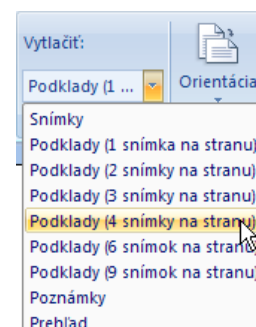 Vytlačiť:
Podklady (1 ...
Orientácia
Snímky
Podklady (1 snímka na stranu)
Podklady (2 snímky na stranu)
Podklady (3 snímky na stranu)
Podklady (4 snímky na stranu)
Podklady (6 snímok na stranu)
Podklady (9 snímok na stranu)
Poznámky
Prehľad